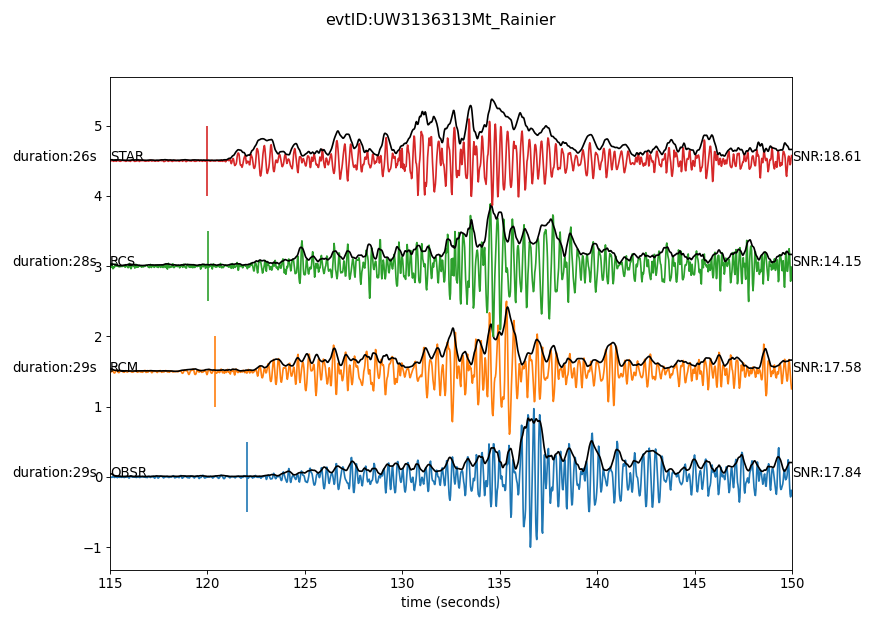 evtID:UW3136313Mt_Rainier
5
duration:26s STAR SNR:18.61
4
duration:28s 3 RCS SNR:14.15
2
duration:29s RCM SNR:17.58
1
duration:29s 0 OBSR SNR:17.84
−1
115 120 125 130 135 140 145 150
time (seconds)